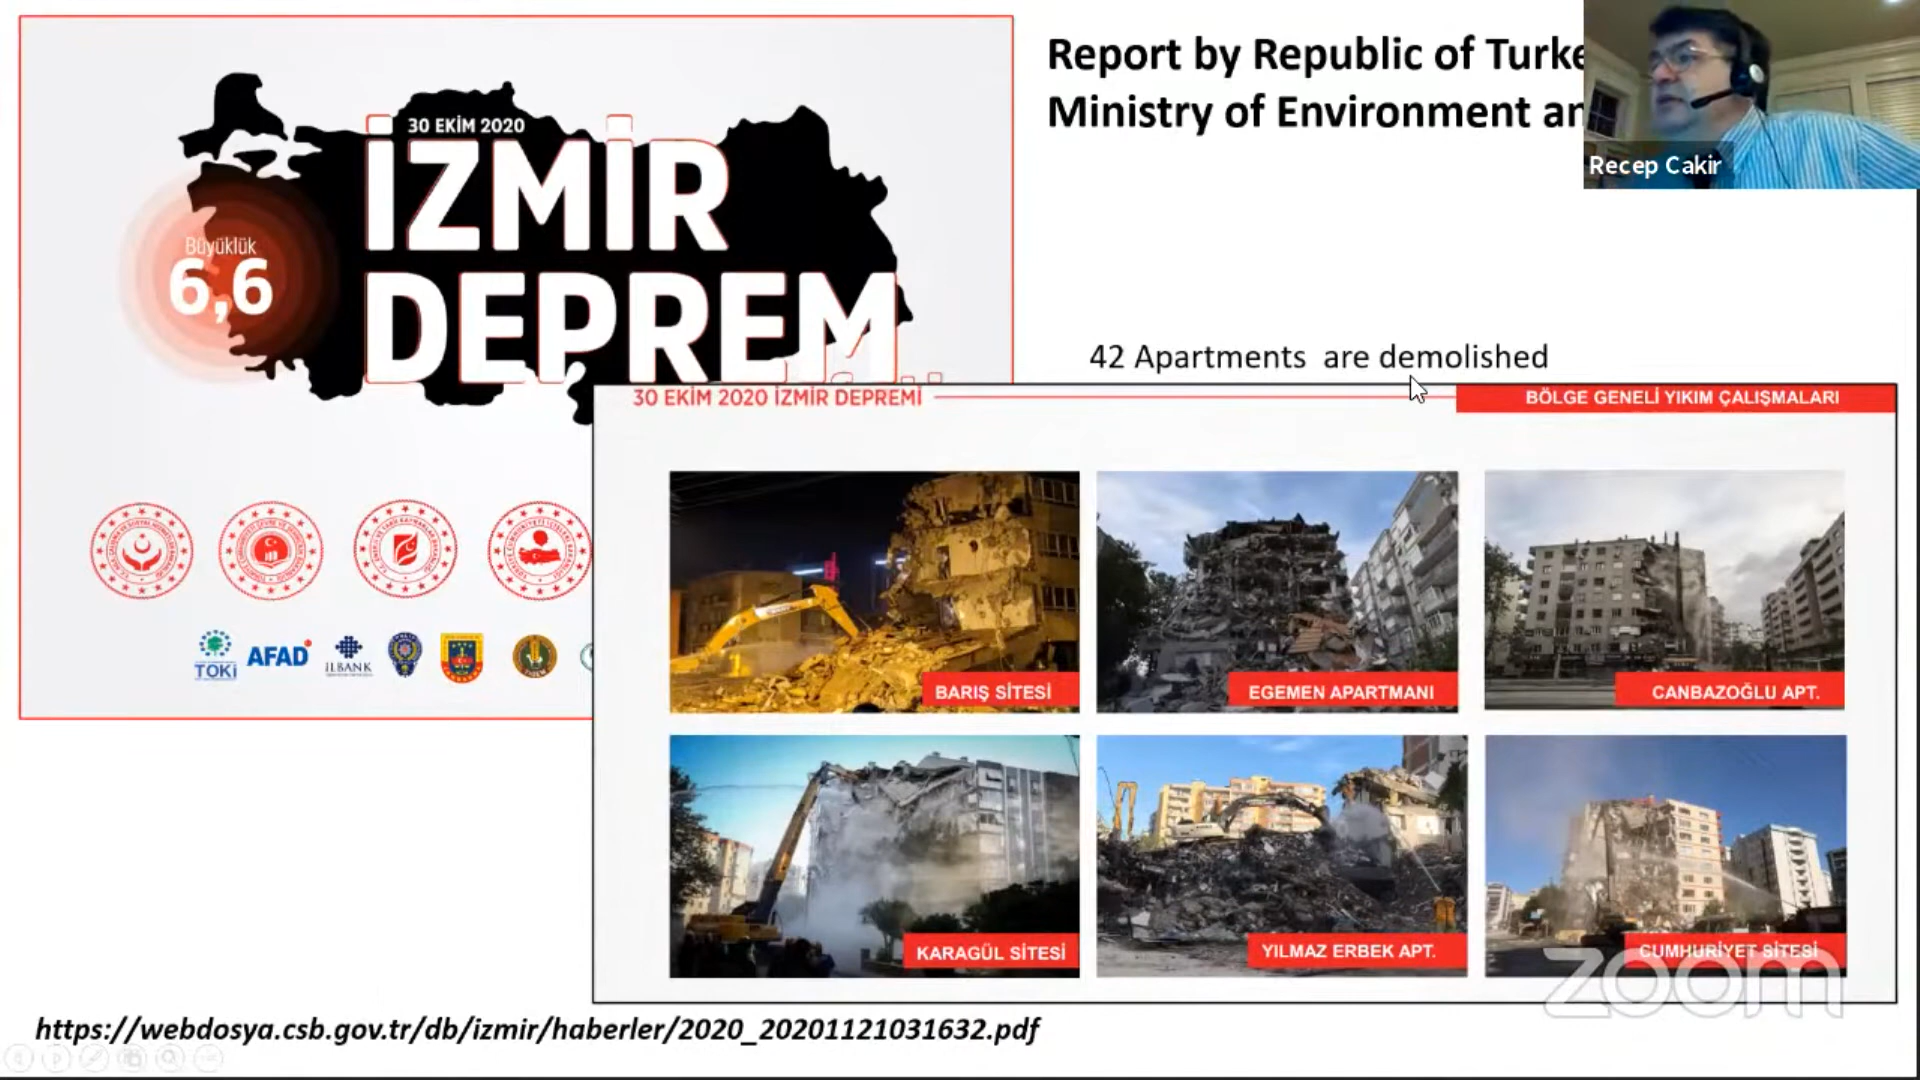 Report by Republic of Turke
Ministry of Environment an
Recep Cakir
30 EKİM 2020
İZMİR
DEPREM
Büyüklük
6,6
42 Apartments are demolished
30 EKİM 2020 İZMİR DEPREMİ
BÖLGE GENELİ YIKIM ÇALIŞMALARI
BARIŞ SİTESİ
EGEMEN APARTMANI
CANBAZOĞLU APT.
KARAGÜL SİTESİ
YILMAZ ERBEK APT.
CUMHURİYET SİTESİ
TOKİ
AFAD
İLBANK
zoom
https://webdosya.csb.gov.tr/db/izmir/haberler/2020_20201121031632.pdf